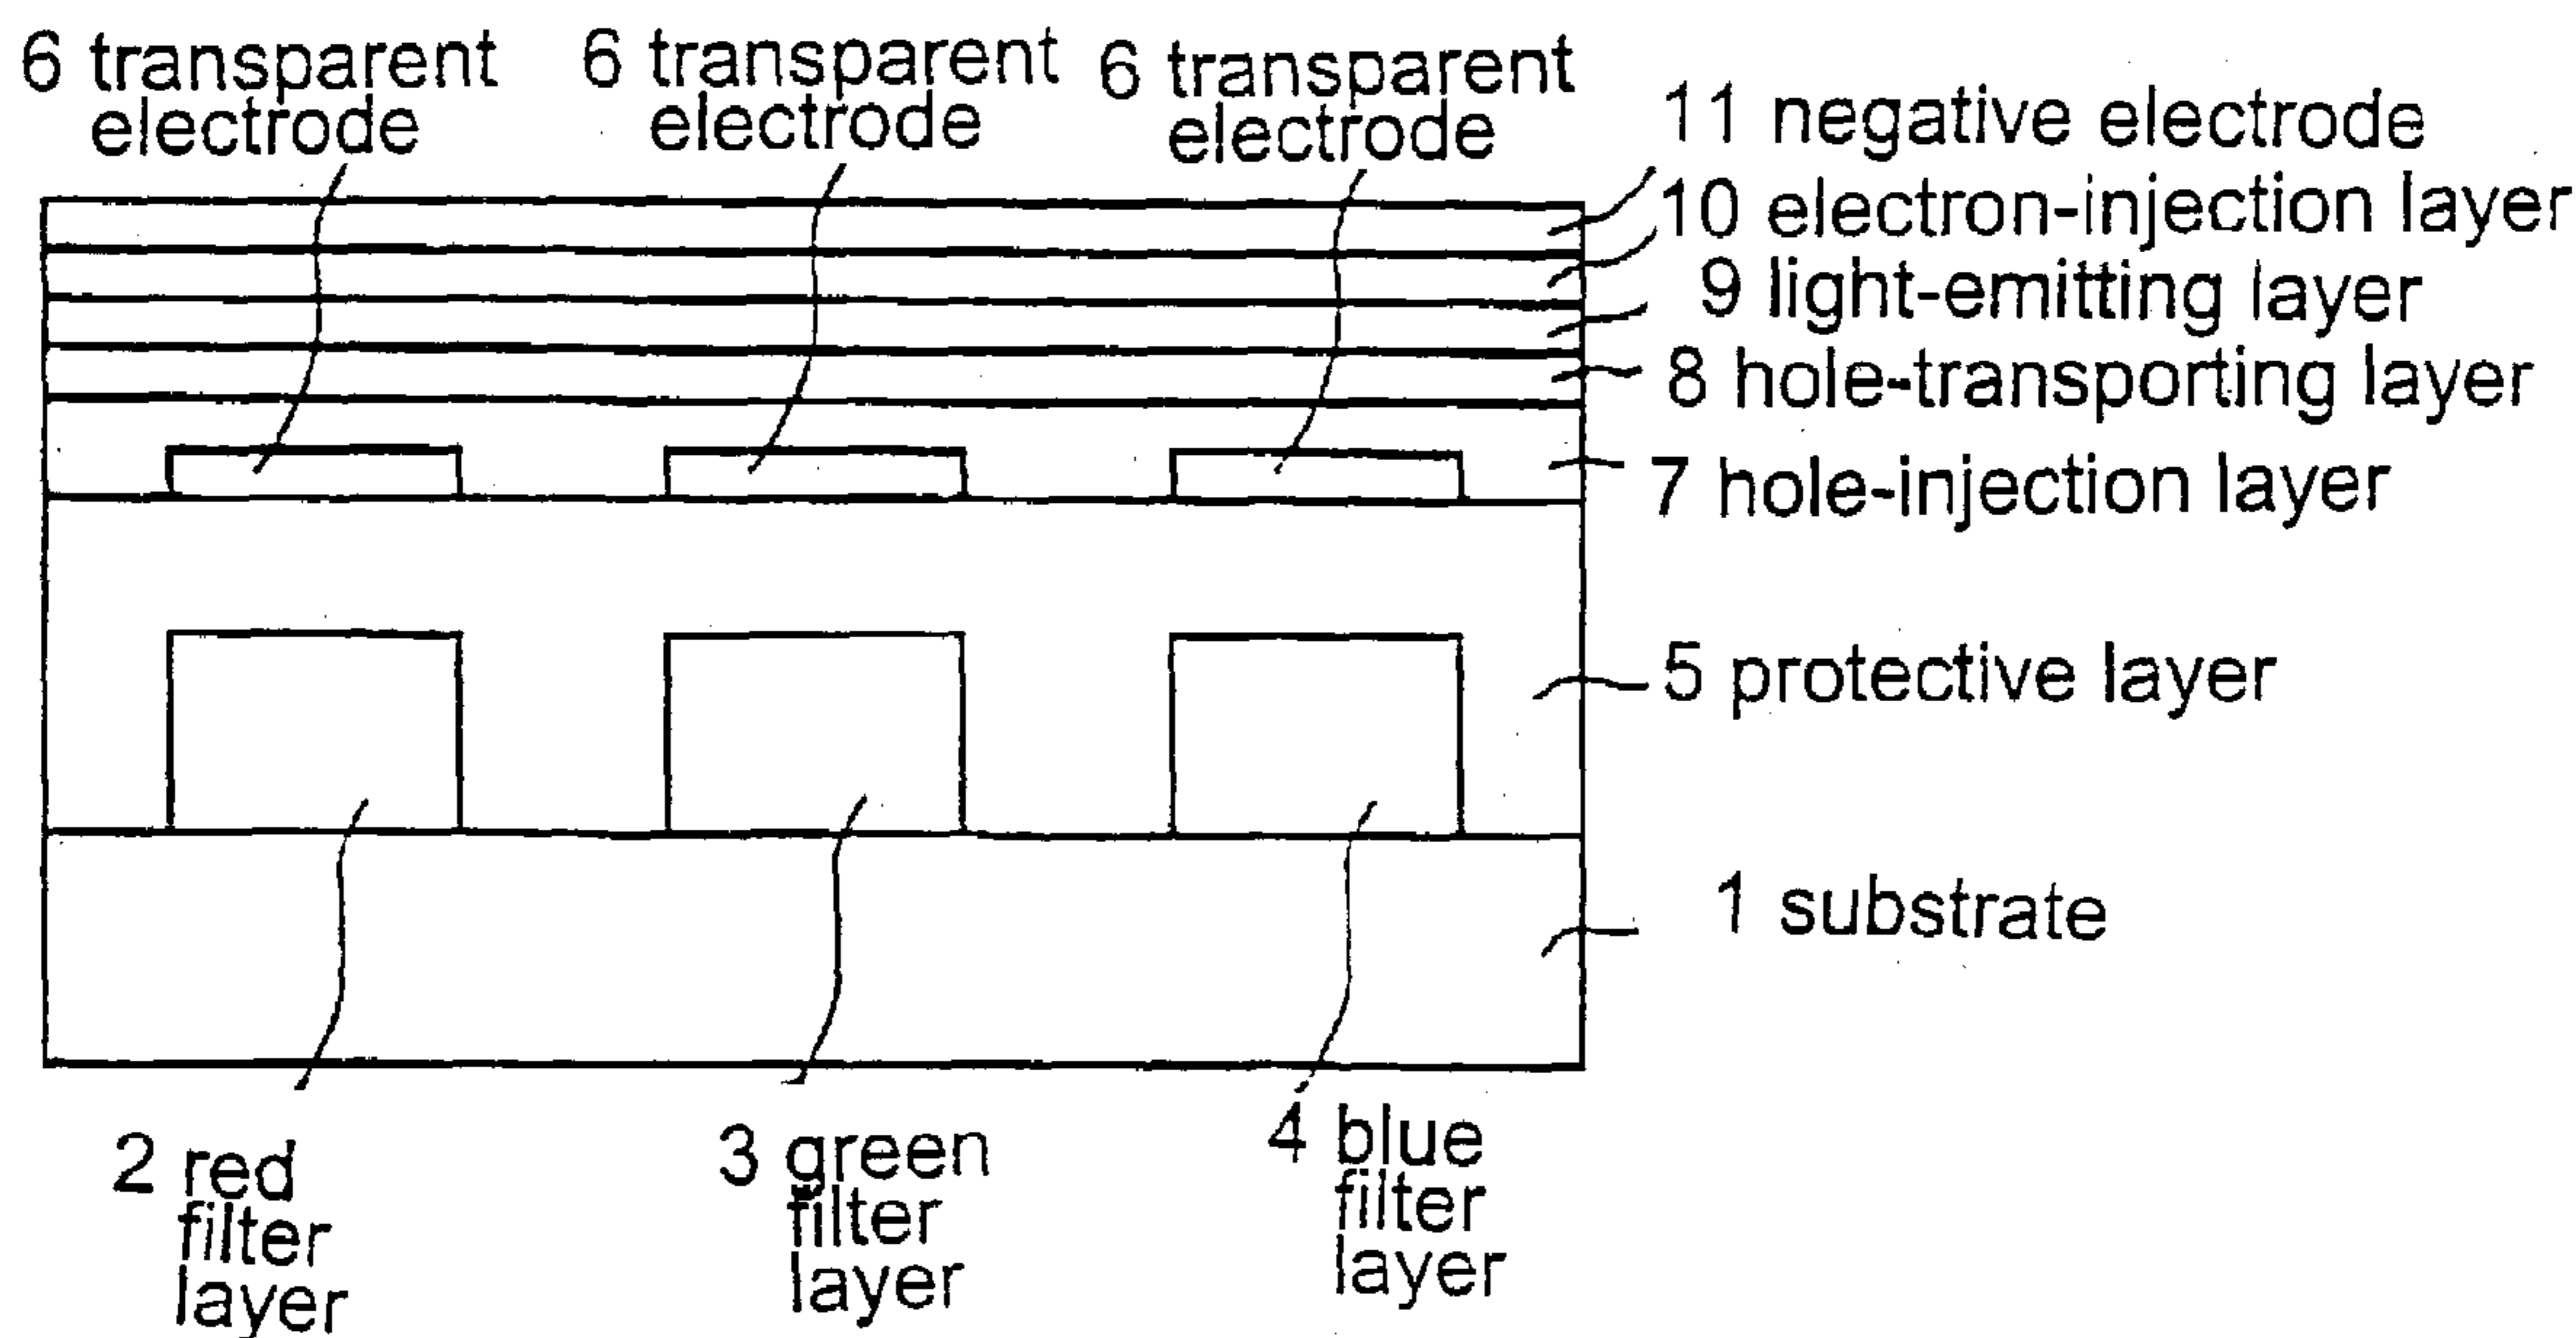 6 transparent
electrode
6 transparent
electrode
6 transparent
electrode
11 negative electrode
10 electron-injection layer
9 light-emitting layer
8 hole-transporting layer
7 hole-injection layer
5 protective layer
1 substrate
2 red
filter
layer
3 green
filter
layer
4 blue
filter
layer